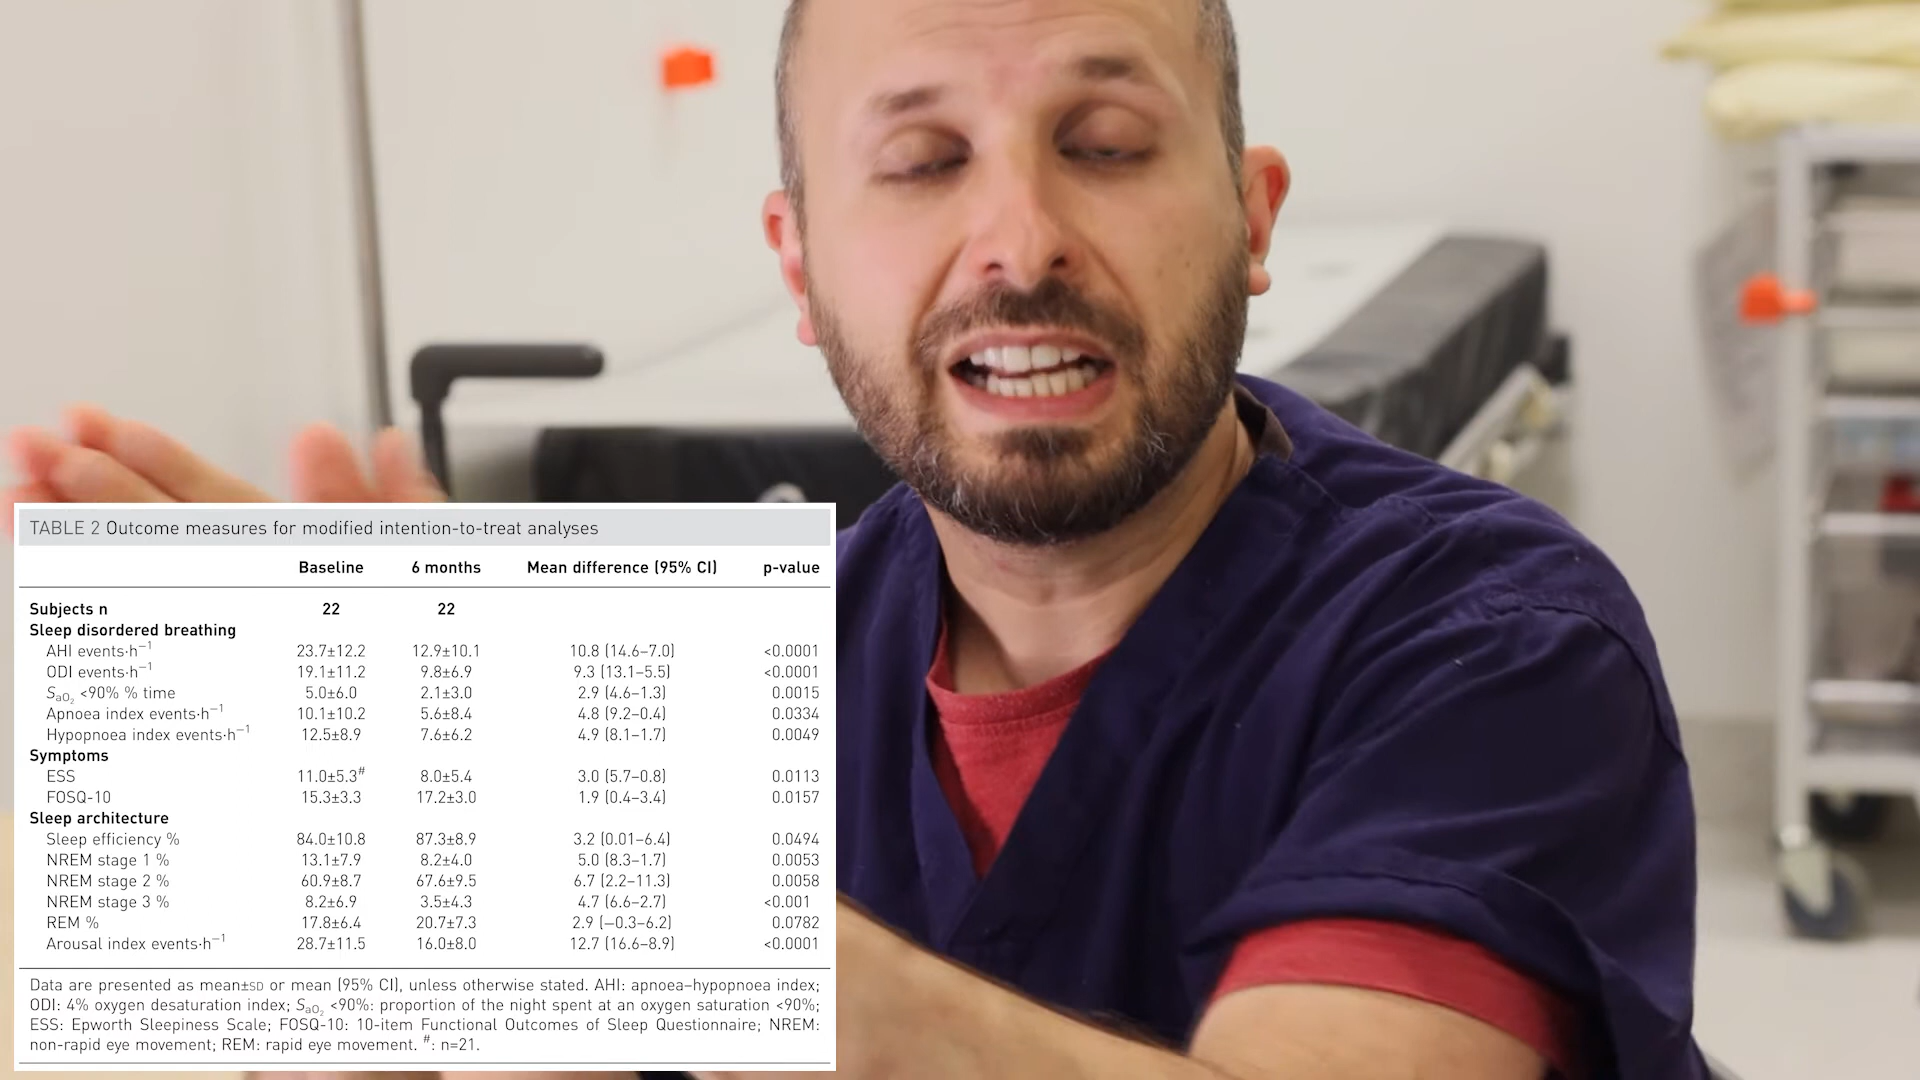 TABLE 2 Outcome measures for modified intention-to-treat analyses
Baseline 6 months Mean difference (95% CI) p-value
Subjects n 22 22
Sleep disordered breathing
AHI events·h⁻¹ 23.7±12.2 12.9±10.1 10.8 (14.6–7.0) <0.0001
ODI events·h⁻¹ 19.1±11.2 9.8±6.9 9.3 (13.1–5.5) <0.0001
SaO₂ <90% % time 5.0±6.0 2.1±3.0 2.9 (4.6–1.3) 0.0015
Apnoea index events·h⁻¹ 10.1±10.2 5.6±8.4 4.8 (9.2–0.4) 0.0334
Hypopnoea index events·h⁻¹ 12.5±8.9 7.6±6.2 4.9 (8.1–1.7) 0.0049
Symptoms
ESS 11.0±5.3# 8.0±5.4 3.0 (5.7–0.8) 0.0113
FOSQ-10 15.3±3.3 17.2±3.0 1.9 (0.4–3.4) 0.0157
Sleep architecture
Sleep efficiency % 84.0±10.8 87.3±8.9 3.2 (0.01–6.4) 0.0494
NREM stage 1 % 13.1±7.9 8.2±4.0 5.0 (8.3–1.7) 0.0053
NREM stage 2 % 60.9±8.7 67.6±9.5 6.7 (2.2–11.3) 0.0058
NREM stage 3 % 8.2±6.9 3.5±4.3 4.7 (6.6–2.7) <0.001
REM % 17.8±6.4 20.7±7.3 2.9 (−0.3–6.2) 0.0782
Arousal index events·h⁻¹ 28.7±11.5 16.0±8.0 12.7 (16.6–8.9) <0.0001
Data are presented as mean±SD or mean (95% CI), unless otherwise stated. AHI: apnoea–hypopnoea index;
ODI: 4% oxygen desaturation index; SaO₂ <90%: proportion of the night spent at an oxygen saturation <90%;
ESS: Epworth Sleepiness Scale; FOSQ-10: 10-item Functional Outcomes of Sleep Questionnaire; NREM:
non-rapid eye movement; REM: rapid eye movement. #: n=21.